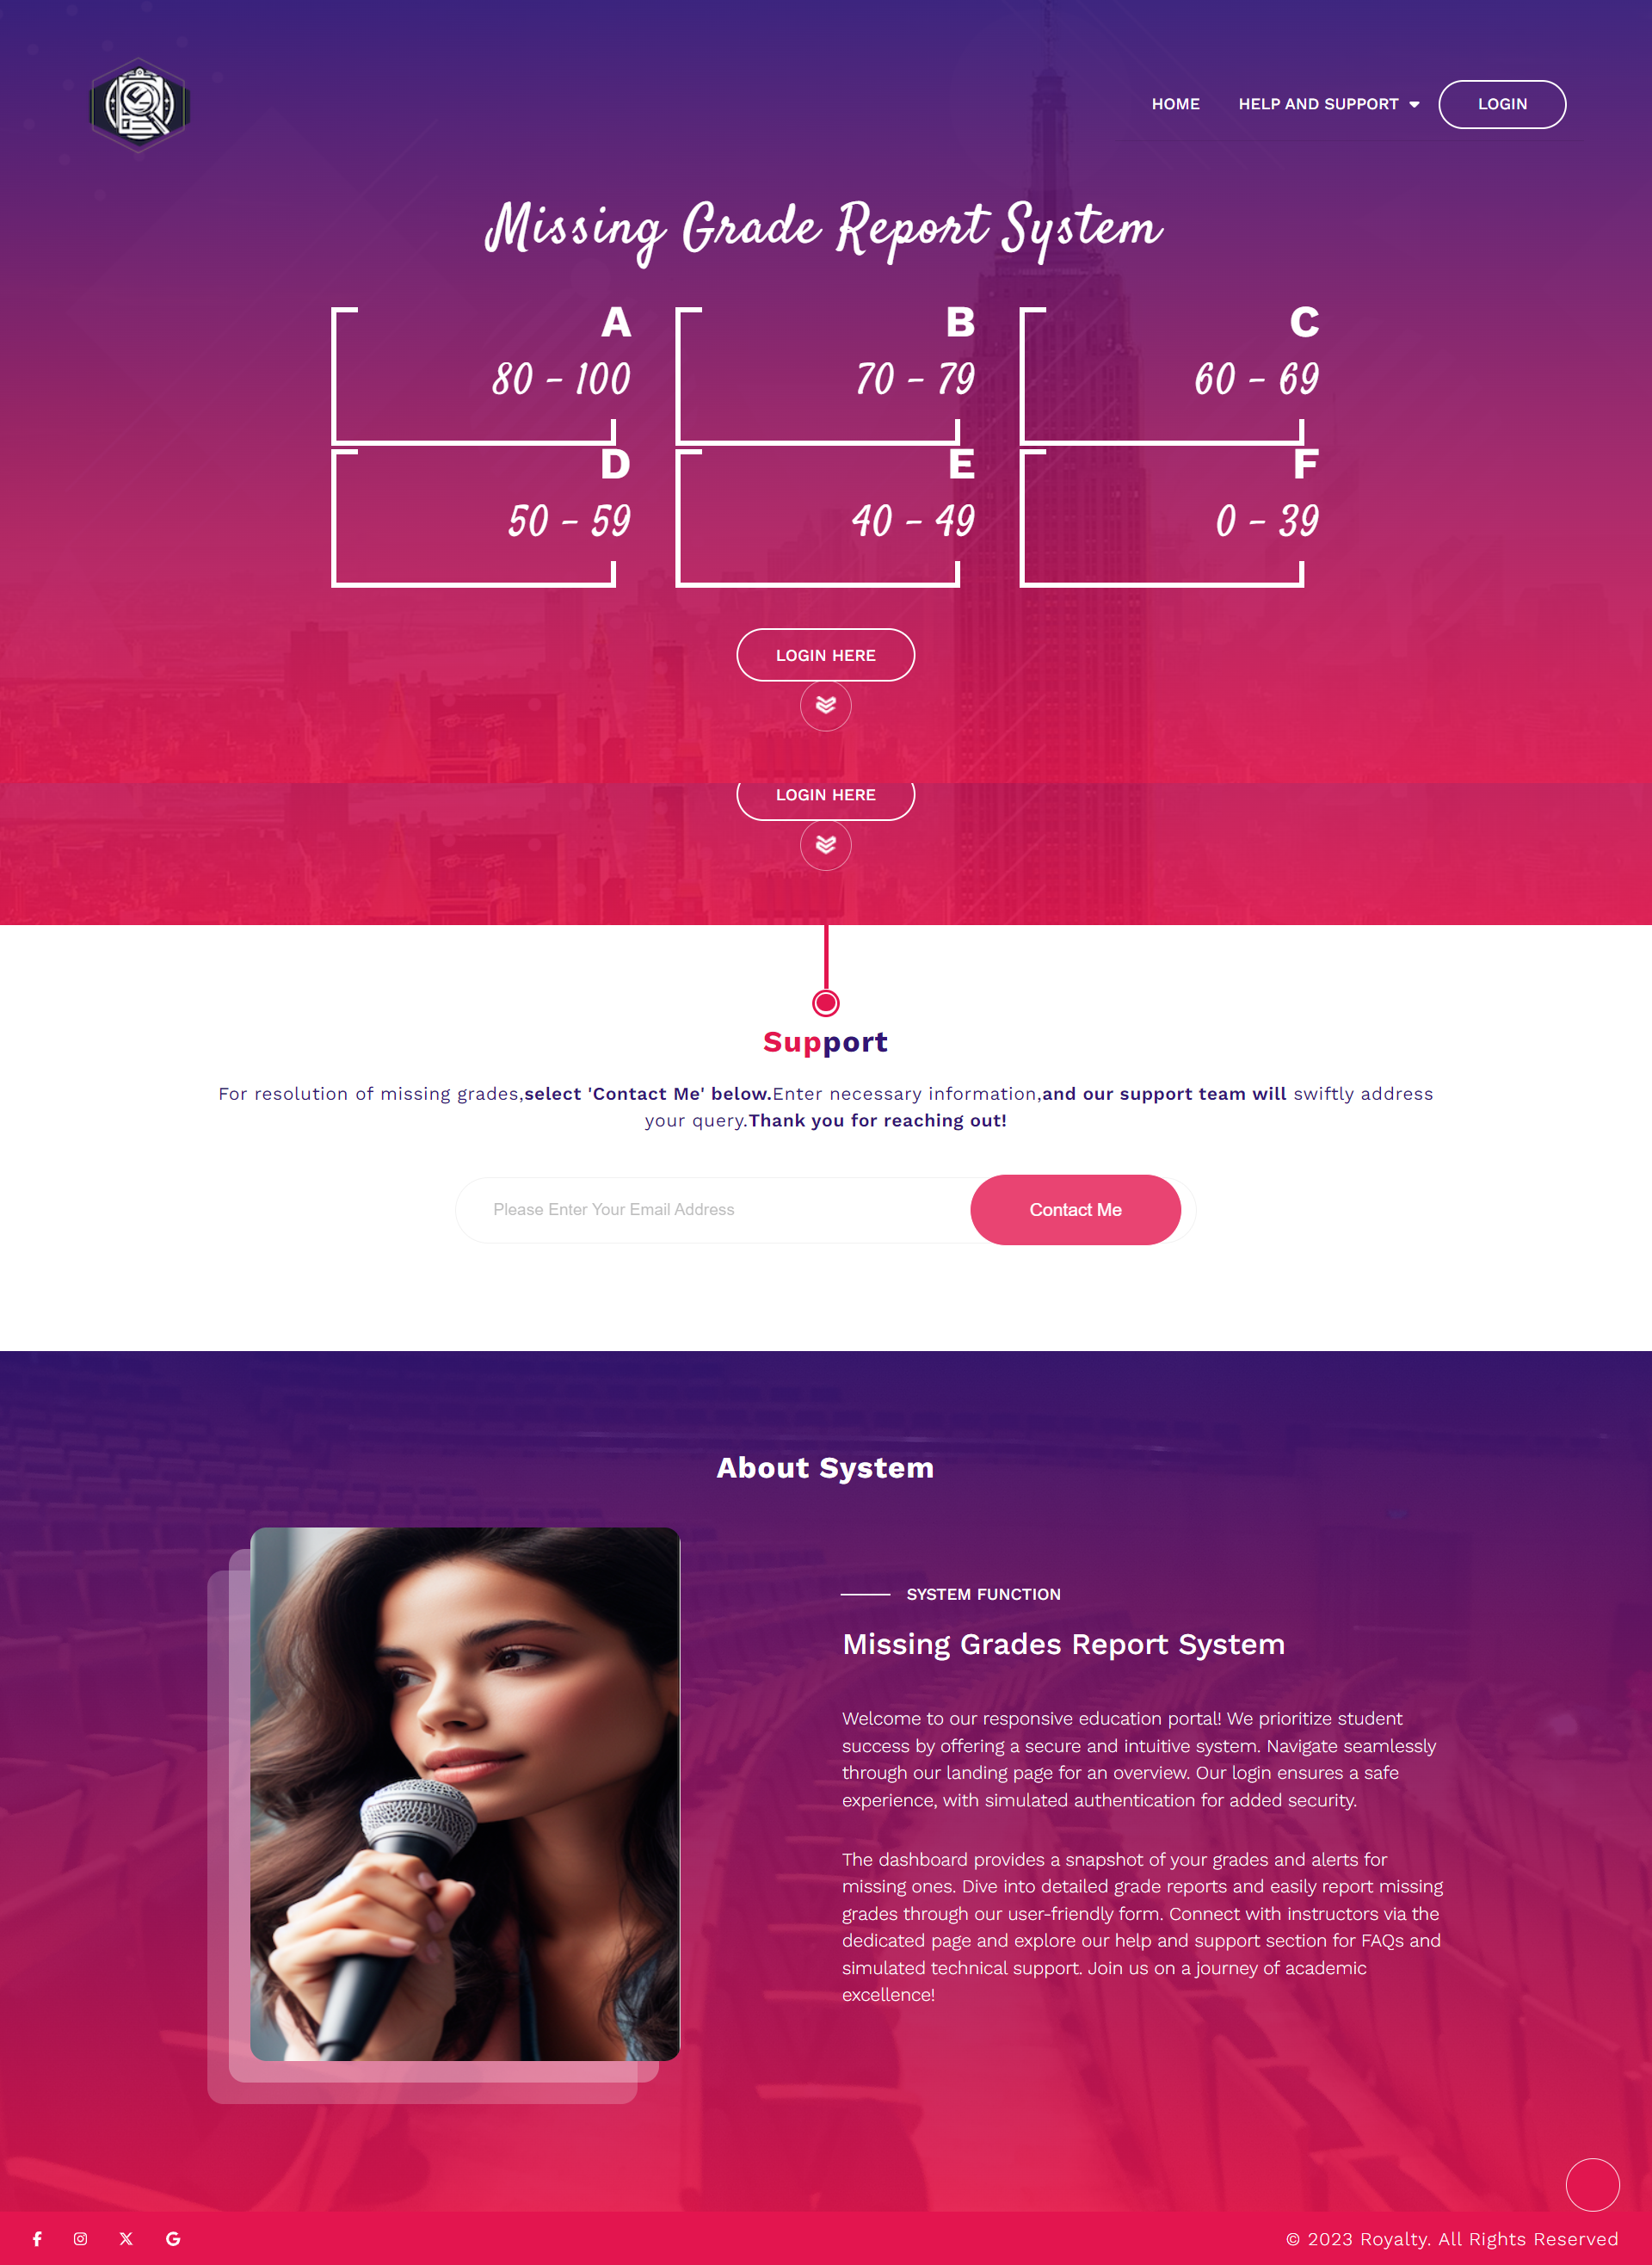 HOME HELP AND SUPPORT LOGIN
Missing Grade Report System
A B C
80 - 100 70 - 79 60 - 69
D E F
50 - 59 40 - 49 0 - 39
LOGIN HERE
LOGIN HERE
Support
For resolution of missing grades,select 'Contact Me' below.Enter necessary information,and our support team will swiftly address
your query.Thank you for reaching out!
Please Enter Your Email Address Contact Me
About System
SYSTEM FUNCTION
Missing Grades Report System
Welcome to our responsive education portal! We prioritize student
success by offering a secure and intuitive system. Navigate seamlessly
through our landing page for an overview. Our login ensures a safe
experience, with simulated authentication for added security.
The dashboard provides a snapshot of your grades and alerts for
missing ones. Dive into detailed grade reports and easily report missing
grades through our user-friendly form. Connect with instructors via the
dedicated page and explore our help and support section for FAQs and
simulated technical support. Join us on a journey of academic
excellence!
© 2023 Royalty. All Rights Reserved